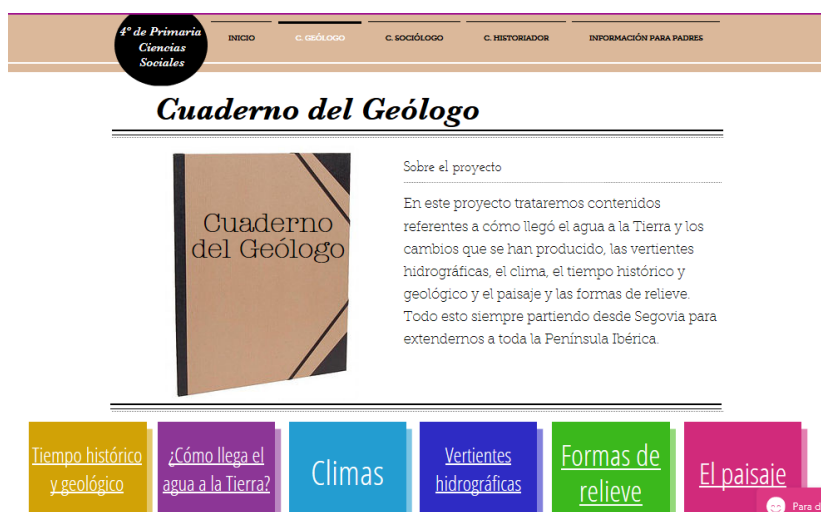 4º de Primaria
Ciencias
Sociales
INICIO
C. GEÓLOGO
C. SOCIÓLOGO
C. HISTORIADOR
INFORMACIÓN PARA PADRES
Cuaderno del Geólogo
Cuaderno
del Geólogo
Sobre el proyecto
En este proyecto trataremos contenidos
referentes a cómo llegó el agua a la Tierra y los
cambios que se han producido, las vertientes
hidrográficas, el clima, el tiempo histórico y
geológico y el paisaje y las formas de relieve.
Todo esto siempre partiendo desde Segovia para
extendernos a toda la Península Ibérica.
Tiempo histórico
y geológico
¿Cómo llega el
agua a la Tierra?
Climas
Vertientes
hidrográficas
Formas de
relieve
El paisaje
Para d